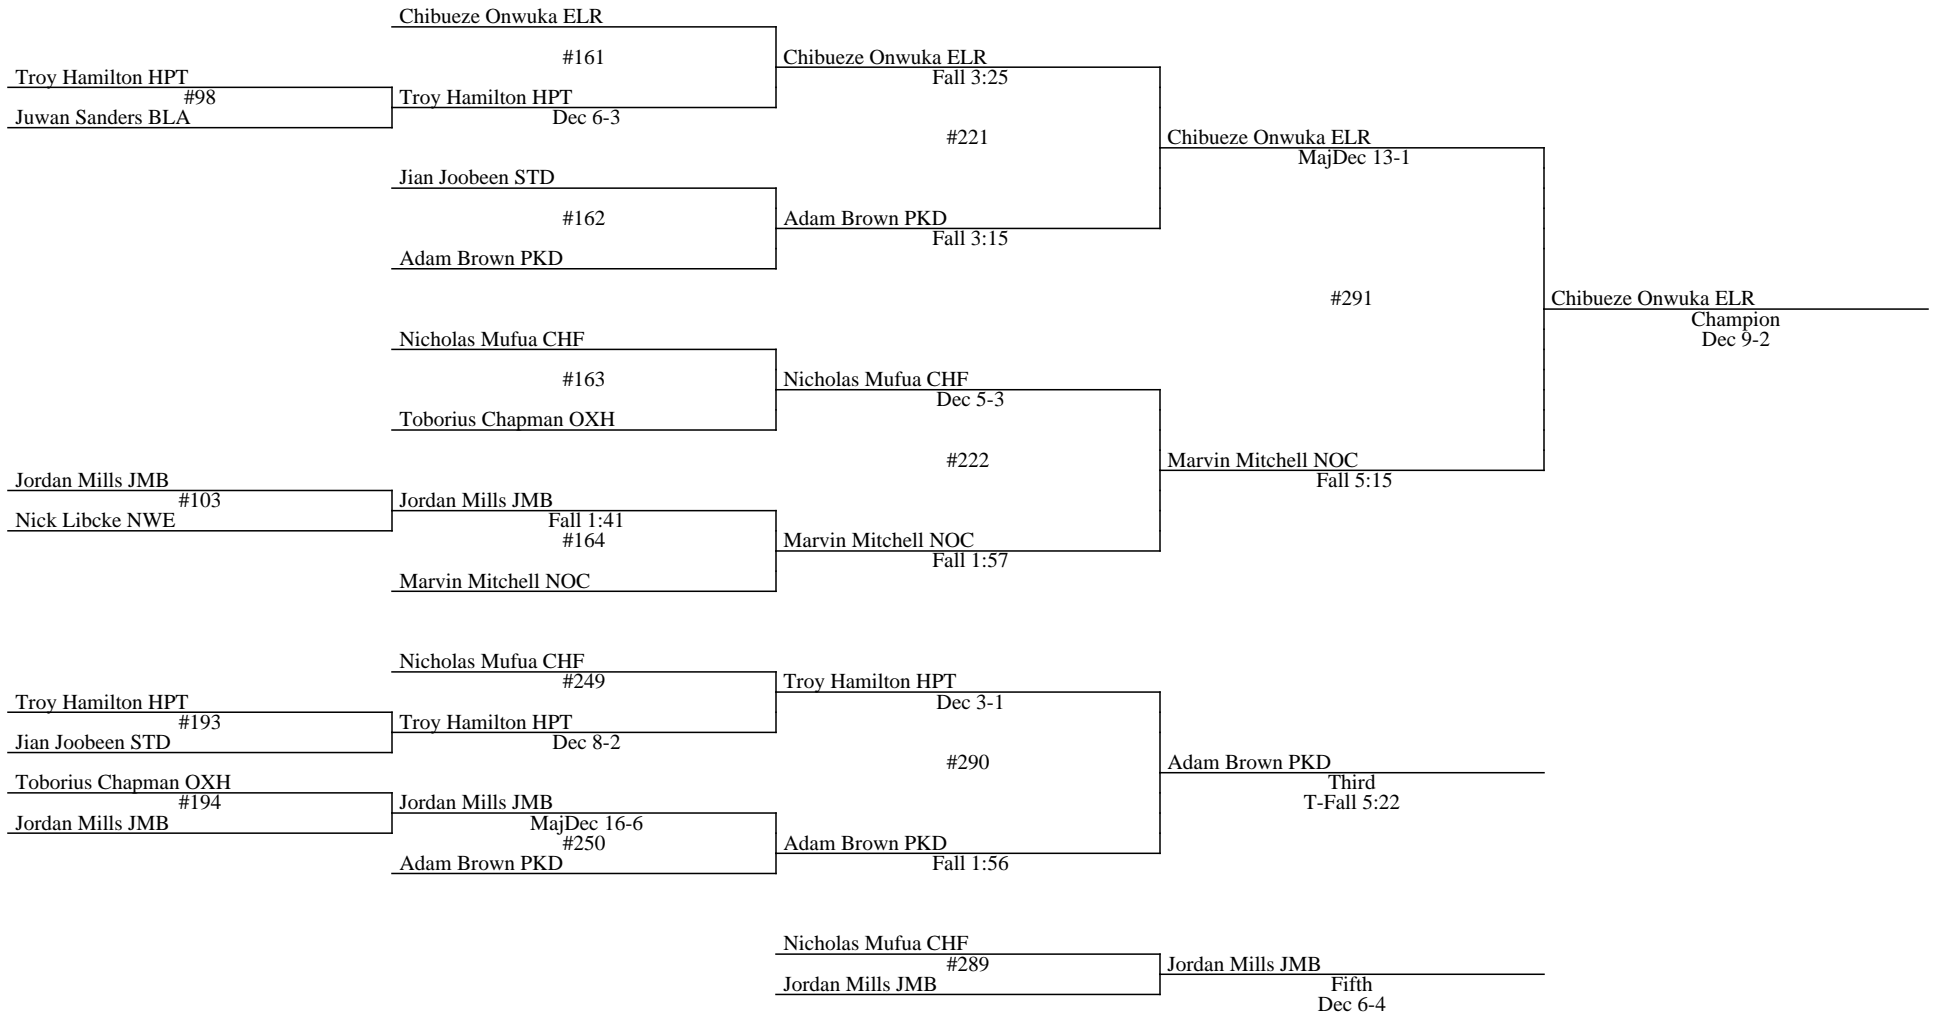 Chibueze Onwuka ELR
#161
Chibueze Onwuka ELR
Fall 3:25
Troy Hamilton HPT
#98
Juwan Sanders BLA
Troy Hamilton HPT
Dec 6-3
#221
Chibueze Onwuka ELR
MajDec 13-1
Jian Joobeen STD
#162
Adam Brown PKD
Adam Brown PKD
Fall 3:15
#291
Chibueze Onwuka ELR
Champion
Dec 9-2
Nicholas Mufua CHF
#163
Toborius Chapman OXH
Nicholas Mufua CHF
Dec 5-3
#222
Marvin Mitchell NOC
Fall 5:15
Jordan Mills JMB
#103
Nick Libcke NWE
Jordan Mills JMB
Fall 1:41
#164
Marvin Mitchell NOC
Marvin Mitchell NOC
Fall 1:57
Nicholas Mufua CHF
#249
Troy Hamilton HPT
Dec 3-1
Troy Hamilton HPT
#193
Jian Joobeen STD
Troy Hamilton HPT
Dec 8-2
#290
Adam Brown PKD
Third
T-Fall 5:22
Toborius Chapman OXH
#194
Jordan Mills JMB
Jordan Mills JMB
MajDec 16-6
#250
Adam Brown PKD
Adam Brown PKD
Fall 1:56
Nicholas Mufua CHF
#289
Jordan Mills JMB
Jordan Mills JMB
Fifth
Dec 6-4